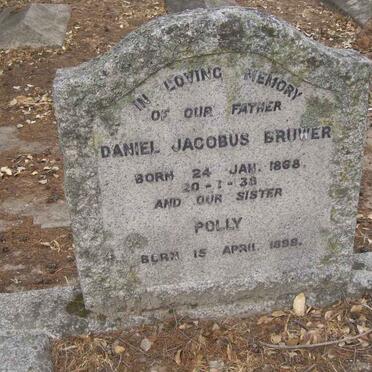 IN LOVING MEMORY
OF OUR FATHER
DANIEL JACOBUS BRUWER
BORN 24 JAN. 1868.
20-1-38
AND OUR SISTER
POLLY
BORN 15 APRIL 1898.